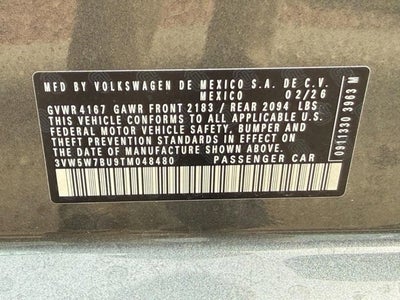 MFD BY VOLKSWAGEN DE MEXICO S.A. DE C.V.
MEXICO 02/26
GVWR 4167 GAWR FRONT 2183 / REAR 2094 LBS
THIS VEHICLE CONFORMS TO ALL APPLICABLE U.S.
FEDERAL MOTOR VEHICLE SAFETY, BUMPER AND
THEFT PREVENTION STANDARDS IN EFFECT ON
THE DATE OF MANUFACTURE SHOWN ABOVE.
3VW5W7BU9TM048480 PASSENGER CAR
0911330 3963 M